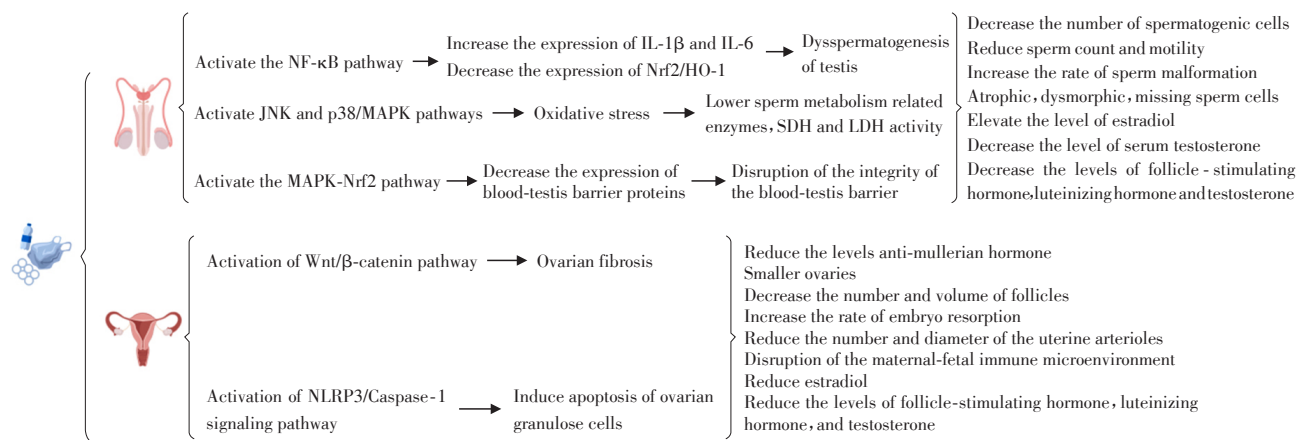 Activate the NF-κB pathway
Increase the expression of IL-1β and IL-6
Decrease the expression of Nrf2/HO-1
Dysspermatogenesis
of testis
Activate JNK and p38/MAPK pathways
Oxidative stress
Lower sperm metabolism related
enzymes, SDH and LDH activity
Activate the MAPK-Nrf2 pathway
Decrease the expression of
blood-testis barrier proteins
Disruption of the integrity of
the blood-testis barrier
Decrease the number of spermatogenic cells
Reduce sperm count and motility
Increase the rate of sperm malformation
Atrophic, dysmorphic, missing sperm cells
Elevate the level of estradiol
Decrease the level of serum testosterone
Decrease the levels of follicle - stimulating
hormone,luteinizing hormone and testosterone
Activation of Wnt/β-catenin pathway
Ovarian fibrosis
Activation of NLRP3/Caspase-1
signaling pathway
Induce apoptosis of ovarian
granulose cells
Reduce the levels anti-mullerian hormone
Smaller ovaries
Decrease the number and volume of follicles
Increase the rate of embryo resorption
Reduce the number and diameter of the uterine arterioles
Disruption of the maternal-fetal immune microenvironment
Reduce estradiol
Reduce the levels of follicle-stimulating hormone, luteinizing
hormone, and testosterone